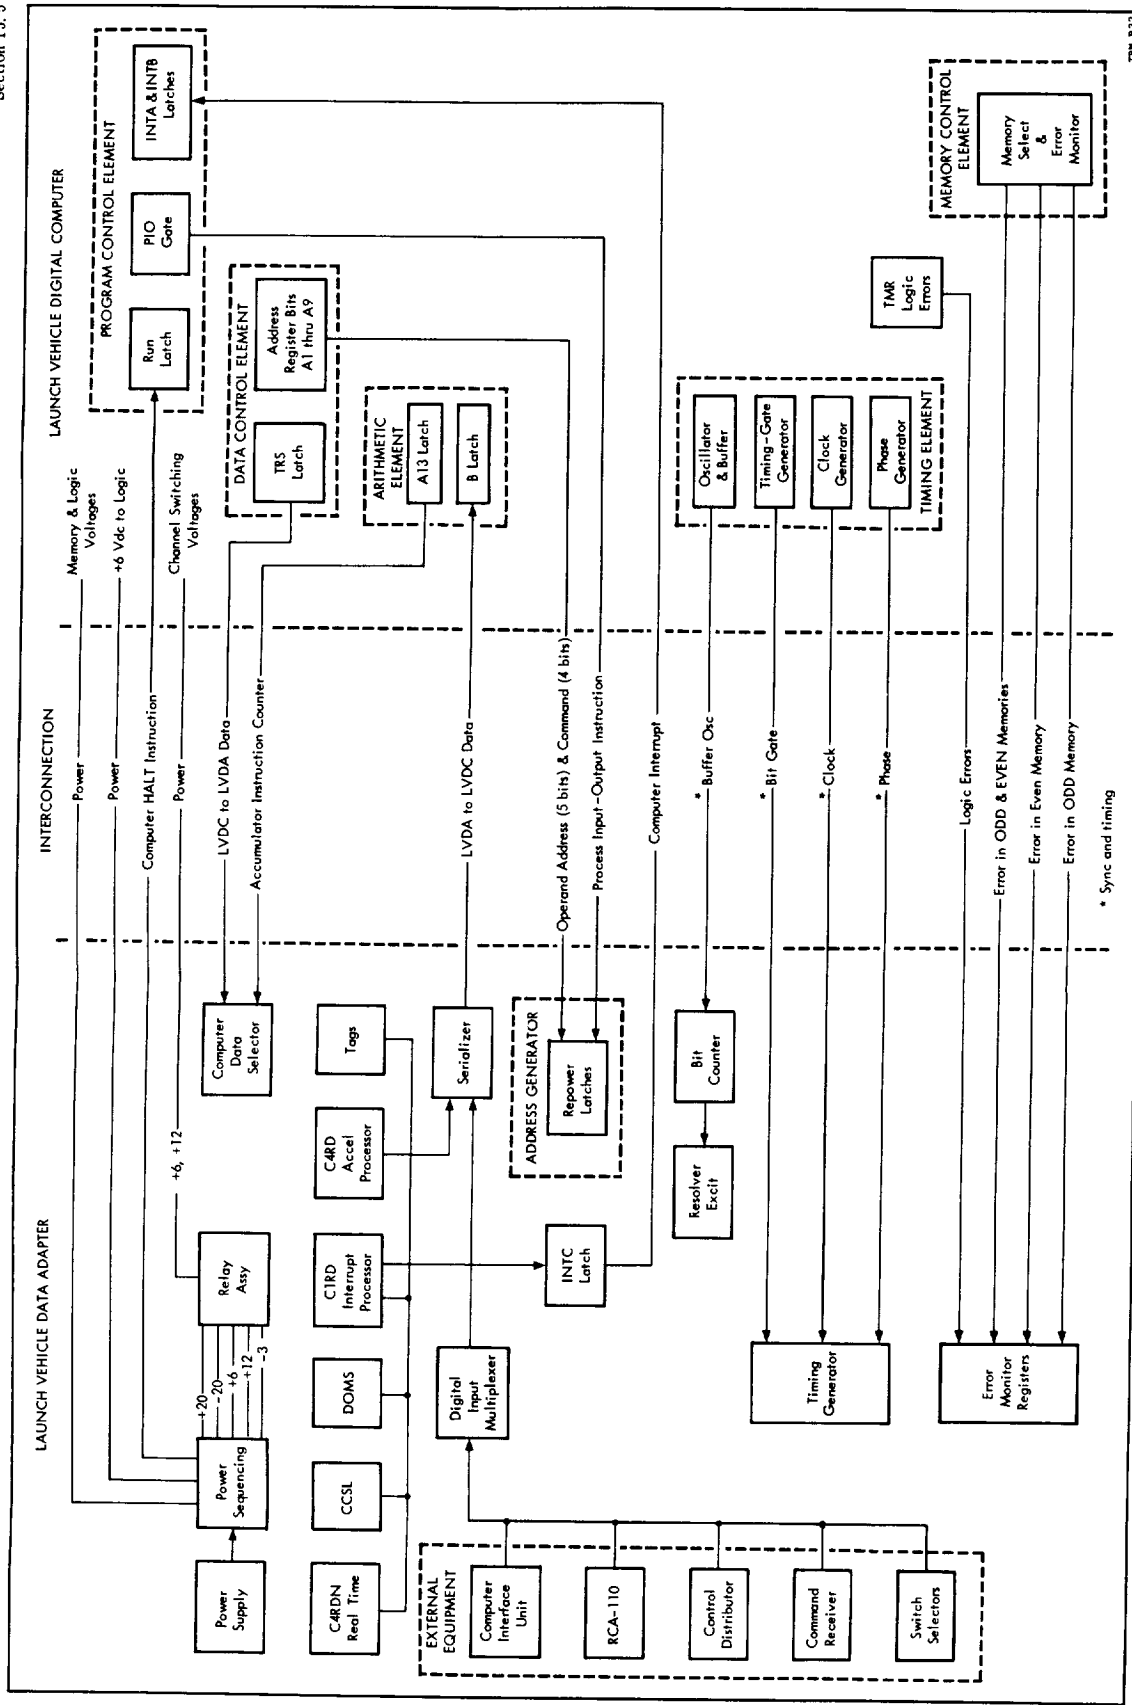 Section 15.3
LAUNCH VEHICLE DATA ADAPTER
INTERCONNECTION
LAUNCH VEHICLE DIGITAL COMPUTER
Power
Supply
Power
Sequencing
+20
-20
+6
+12
-3
Relay
Assy
+6, +12
Power
Memory & Logic
Voltages
Power
+6 Vdc to Logic
Computer HALT Instruction
Power
Channel Switching
Voltages
PROGRAM CONTROL ELEMENT
Run
Latch
PIO
Gate
INTA & INTB
Latches
Computer
Data
Selector
LVDC to LVDA Data
Accumulator Instruction Counter
DATA CONTROL ELEMENT
TRS
Latch
Address
Register Bits
A1 thru A9
C4RDN
Real Time
CCSL
DOMS
C1RD
Interrupt
Processor
C4RD
Accel
Processor
Tags
ARITHMETIC
ELEMENT
A13 Latch
B Latch
EXTERNAL
EQUIPMENT
Computer
Interface
Unit
RCA-110
Control
Distributor
Command
Receiver
Switch
Selectors
Digital
Input
Multiplexer
Serializer
LVDA to LVDC Data
INTC
Latch
ADDRESS GENERATOR
Repower
Latches
Operand Address (5 bits) & Command (4 bits)
Process Input-Output Instruction
Computer Interrupt
Resolver
Excit
Bit
Counter
* Buffer Osc
* Bit Gate
* Clock
* Phase
Oscillator
& Buffer
Timing-Gate
Generator
Clock
Generator
Phase
Generator
TIMING ELEMENT
Timing
Generator
TMR
Logic
Errors
Logic Errors
Error in ODD & EVEN Memories
Error in Even Memory
Error in ODD Memory
Error
Monitor
Registers
MEMORY CONTROL
ELEMENT
Memory
Select
&
Error
Monitor
* Sync and timing